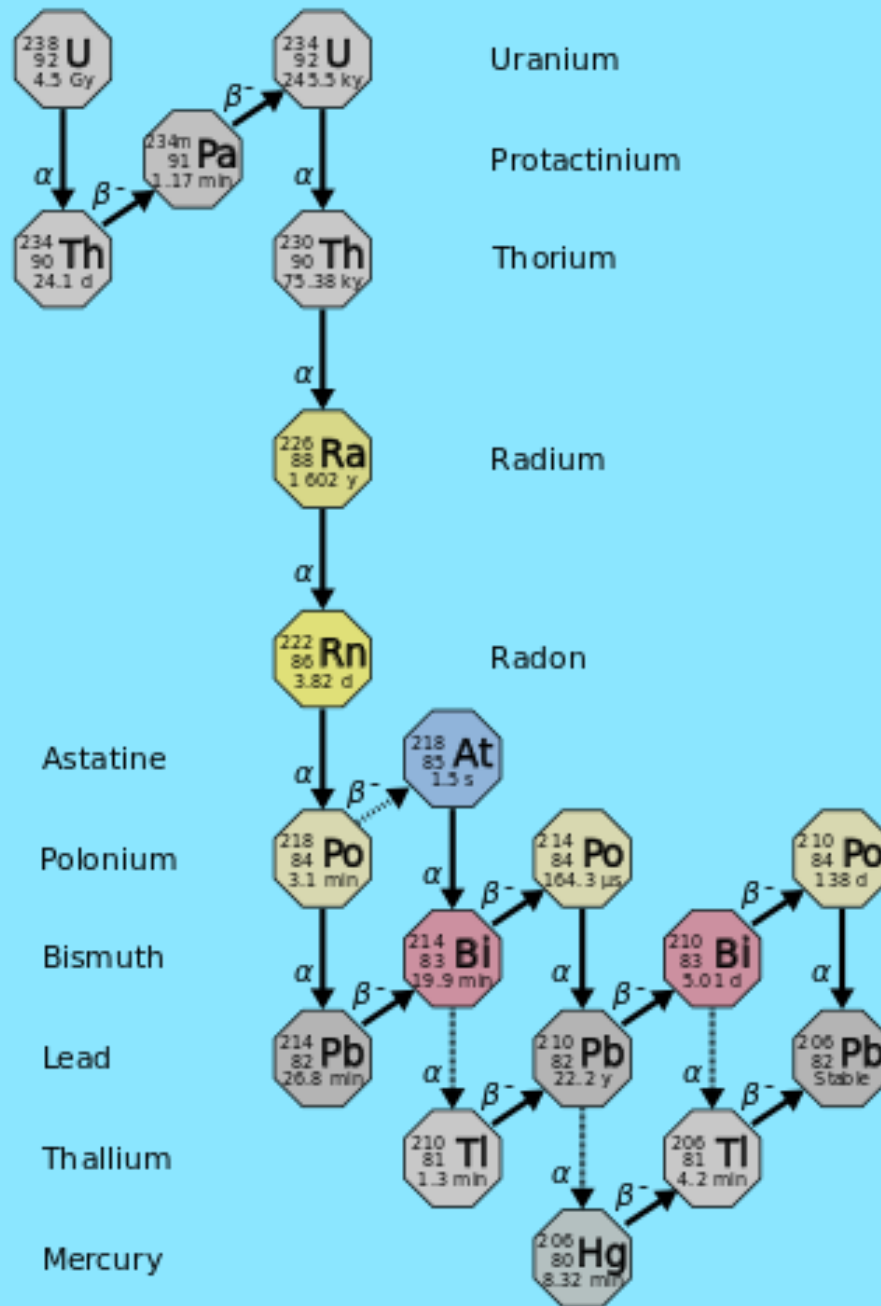 238 92 U 4.5 Gy
234 92 U 245.5 ky
Uranium
β⁻
234m 91 Pa 1.17 min
Protactinium
α
β⁻
α
234 90 Th 24.1 d
230 90 Th 75.38 ky
Thorium
α
226 88 Ra 1 602 y
Radium
α
222 86 Rn 3.82 d
Radon
Astatine
218 85 At 1.5 s
α
β⁻
Polonium
218 84 Po 3.1 min
214 84 Po 164.3 µs
210 84 Po 138 d
α
β⁻
β⁻
Bismuth
214 83 Bi 19.9 min
210 83 Bi 5.01 d
α
β⁻
α
β⁻
α
Lead
214 82 Pb 26.8 min
210 82 Pb 22.2 y
206 82 Pb Stable
α
β⁻
α
β⁻
Thallium
210 81 Tl 1.3 min
206 81 Tl 4.2 min
α
β⁻
Mercury
206 80 Hg 8.32 min